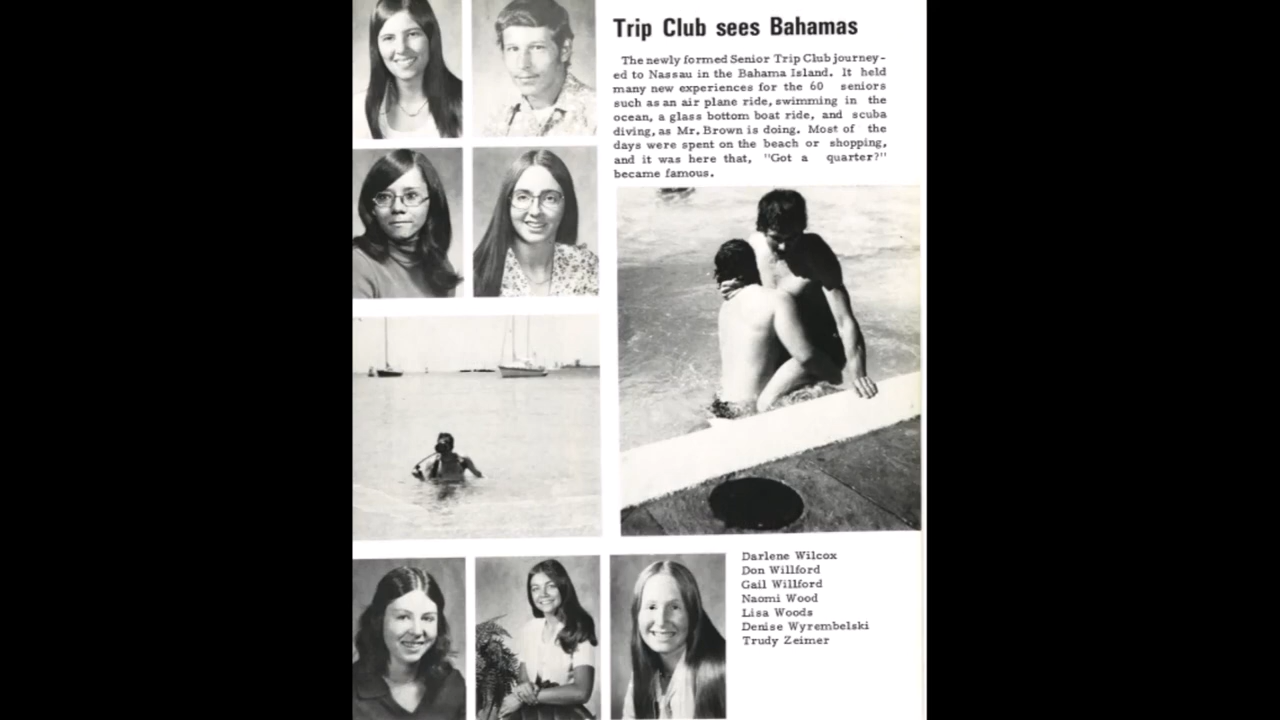 Trip Club sees Bahamas
The newly formed Senior Trip Club journey-
ed to Nassau in the Bahama Island. It held
many new experiences for the 60 seniors
such as an air plane ride, swimming in the
ocean, a glass bottom boat ride, and scuba
diving, as Mr. Brown is doing. Most of the
days were spent on the beach or shopping,
and it was here that, "Got a quarter?"
became famous.
Darlene Wilcox
Don Willford
Gail Willford
Naomi Wood
Lisa Woods
Denise Wyrembelski
Trudy Zeimer